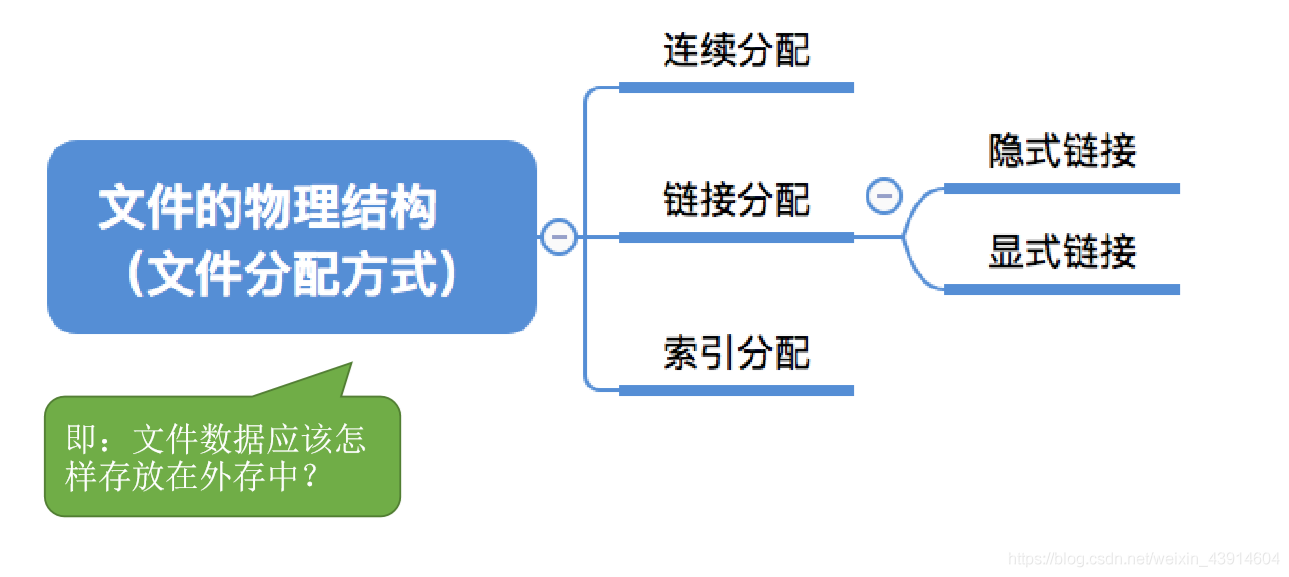 连续分配
隐式链接
文件的物理结构
链接分配
（文件分配方式）
显式链接
索引分配
即：文件数据应该怎
样存放在外存中？
https://blog.csdn.net/weixin_43914604